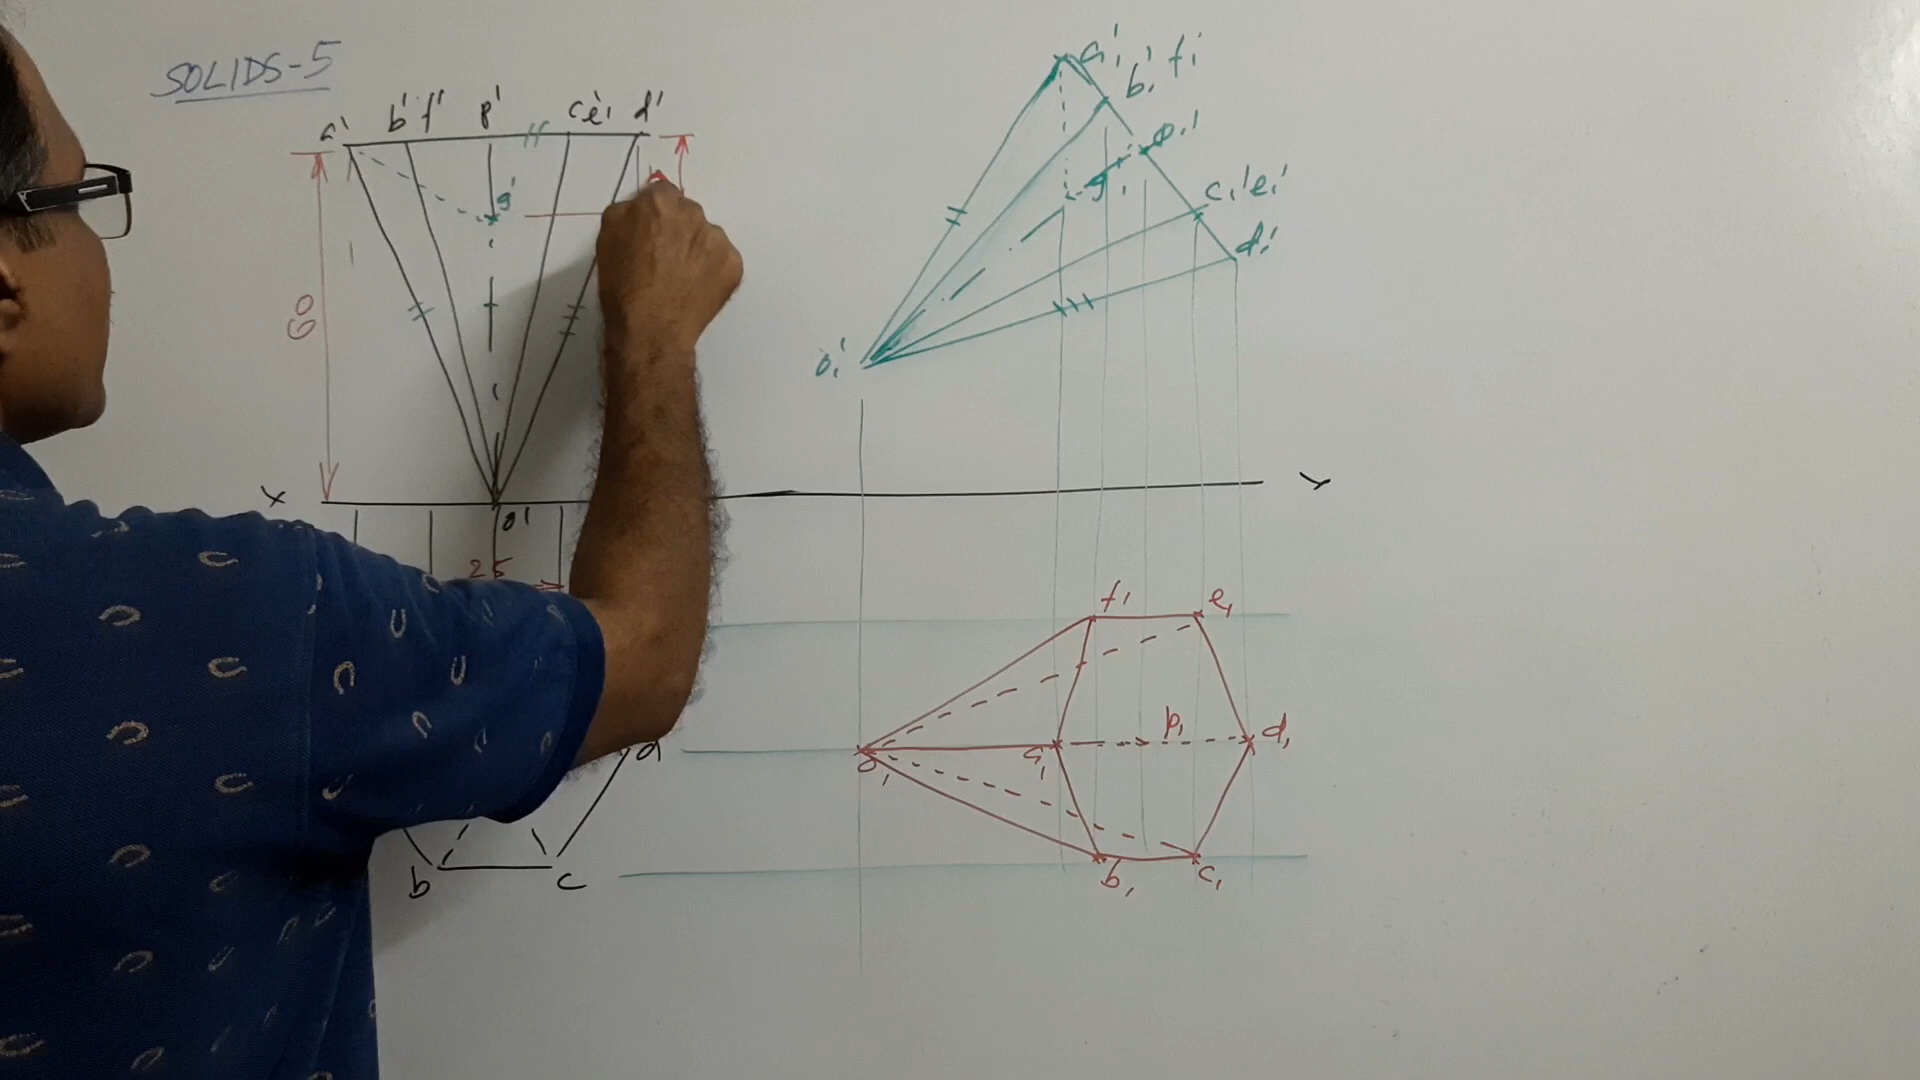 SOLIDS-5
a' b' f' p' c' e' d'
g'
60
X
o'
25
d
b
c
a₁' b₁' f₁'
p₁'
g₁'
c₁' e₁'
d₁'
o₁'
Y
f₁ e₁
p₁ d₁
o₁ a₁
b₁ c₁